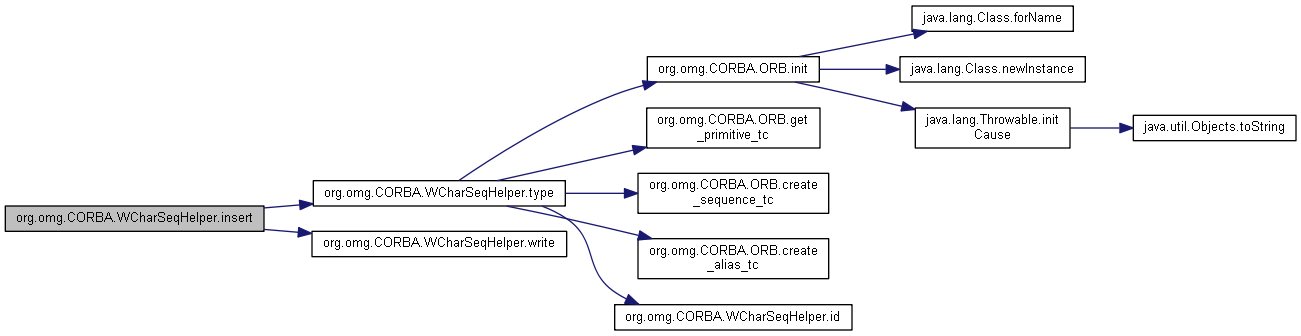 org.omg.CORBA.WCharSeqHelper.insert
org.omg.CORBA.WCharSeqHelper.type
org.omg.CORBA.WCharSeqHelper.write
org.omg.CORBA.ORB.init
org.omg.CORBA.ORB.get
_primitive_tc
org.omg.CORBA.ORB.create
_sequence_tc
org.omg.CORBA.ORB.create
_alias_tc
org.omg.CORBA.WCharSeqHelper.id
java.lang.Class.forName
java.lang.Class.newInstance
java.lang.Throwable.init
Cause
java.util.Objects.toString